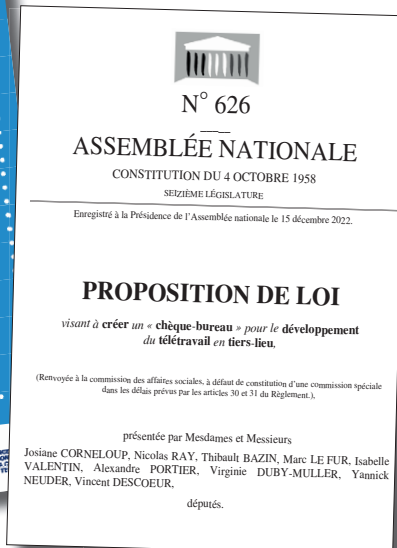 N° 626
ASSEMBLÉE NATIONALE
CONSTITUTION DU 4 OCTOBRE 1958
SEIZIÈME LÉGISLATURE
Enregistré à la Présidence de l'Assemblée nationale le 15 décembre 2022.
PROPOSITION DE LOI
visant à créer un « chèque-bureau » pour le développement
du télétravail en tiers-lieu,
(Renvoyée à la commission des affaires sociales, à défaut de constitution d'une commission spéciale
dans les délais prévus par les articles 30 et 31 du Règlement.),
présentée par Mesdames et Messieurs
Josiane CORNELOUP, Nicolas RAY, Thibault BAZIN, Marc LE FUR, Isabelle
VALENTIN, Alexandre PORTIER, Virginie DUBY-MULLER, Yannick
NEUDER, Vincent DESCOEUR,
députés.